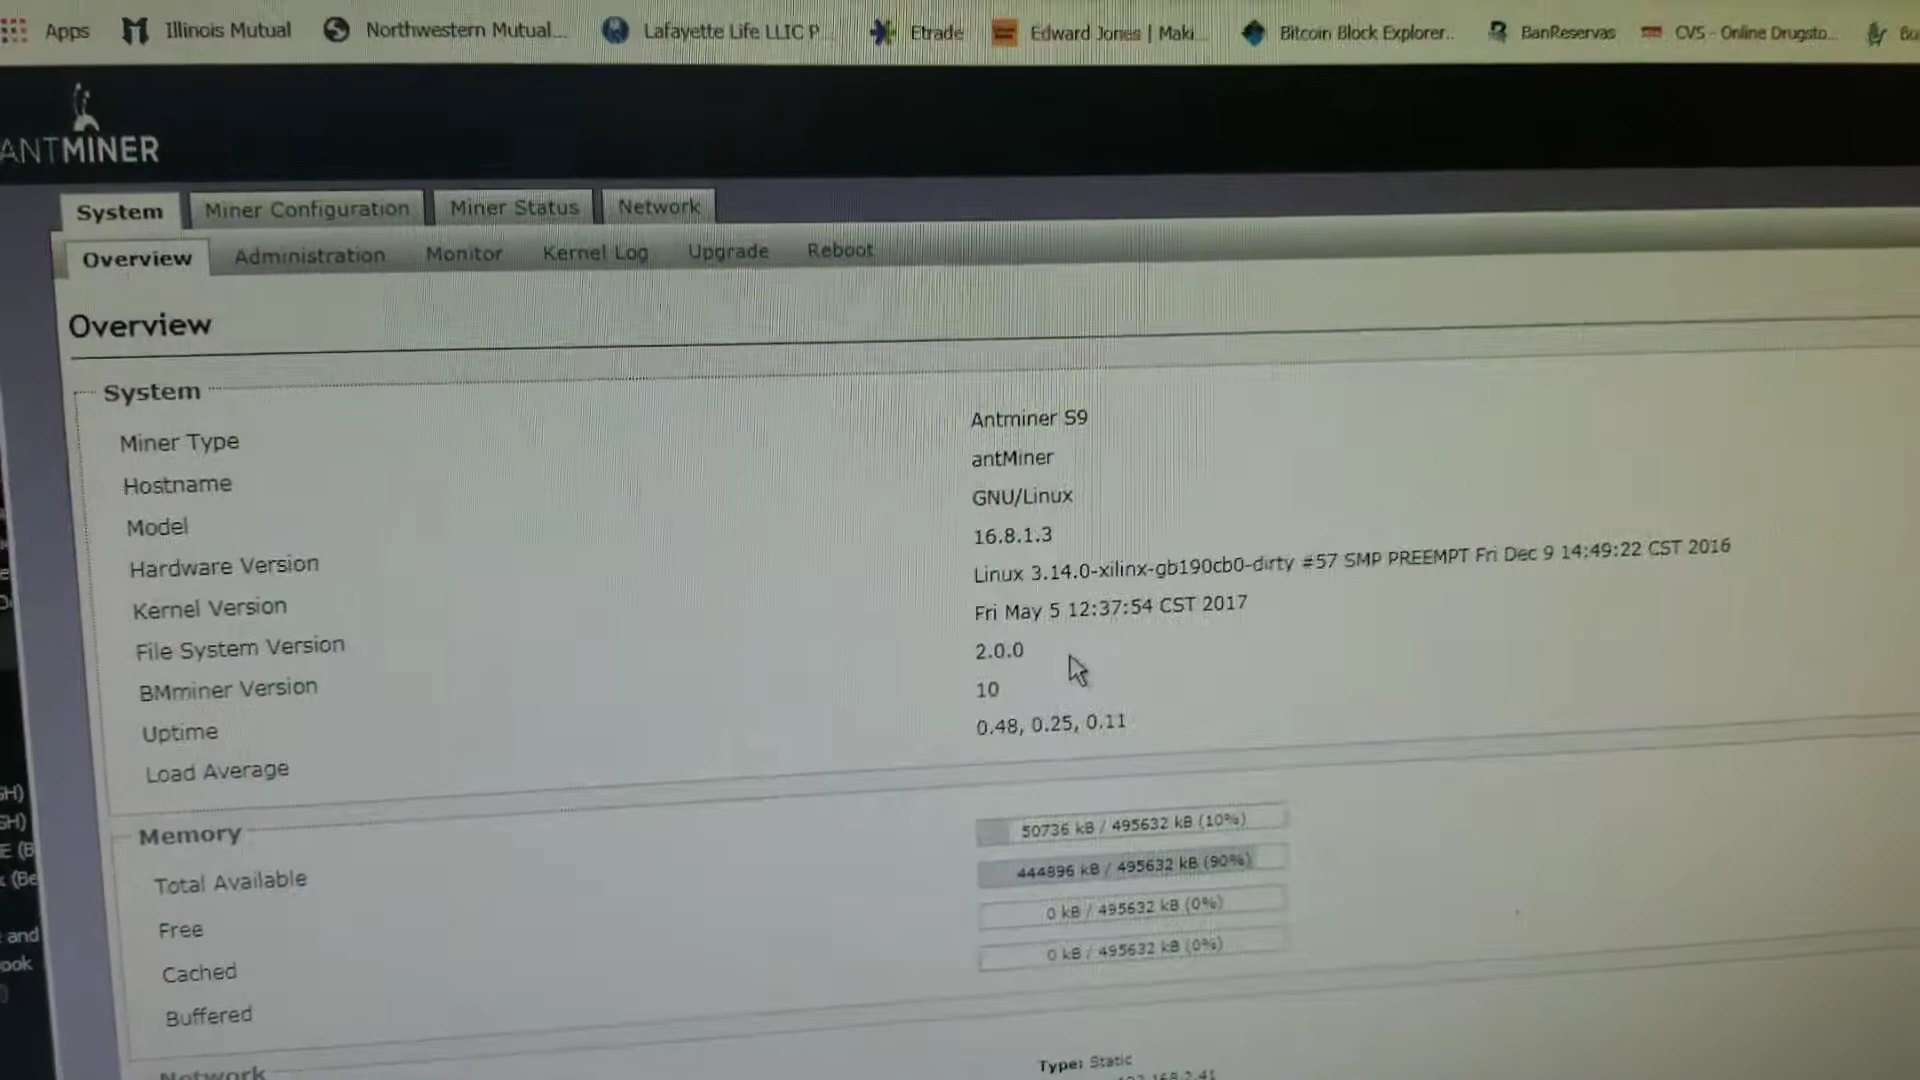 Apps Illinois Mutual Northwestern Mutual... Lafayette Life LLIC P... Etrade Edward Jones | Maki... Bitcoin Block Explorer... BanReservas CVS - Online Drugsto...
ANTMINER
System Miner Configuration Miner Status Network
Overview Administration Monitor Kernel Log Upgrade Reboot
Overview
System
Miner Type Antminer S9
Hostname antMiner
Model GNU/Linux
Hardware Version 16.8.1.3
Kernel Version Linux 3.14.0-xilinx-gb190cb0-dirty #57 SMP PREEMPT Fri Dec 9 14:49:22 CST 2016
File System Version Fri May 5 12:37:54 CST 2017
BMminer Version 2.0.0
Uptime 10
Load Average 0.48, 0.25, 0.11
Memory
Total Available 50736 kB / 495632 kB (10%)
Free 444896 kB / 495632 kB (90%)
Cached 0 kB / 495632 kB (0%)
Buffered 0 kB / 495632 kB (0%)
Network
Type: Static